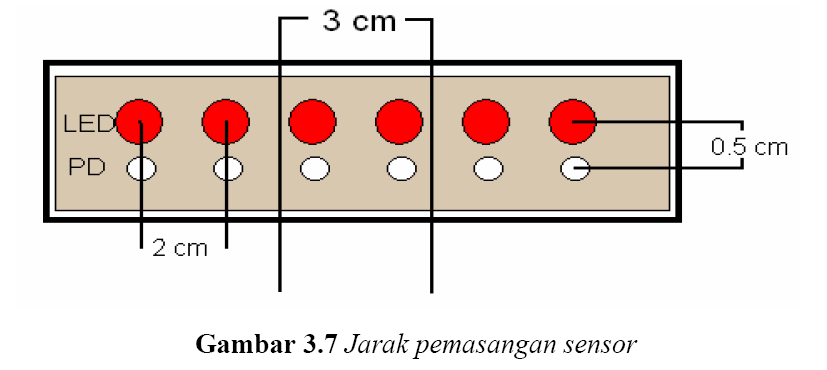 3 cm
LED
PD
0.5 cm
2 cm
Gambar 3.7 Jarak pemasangan sensor